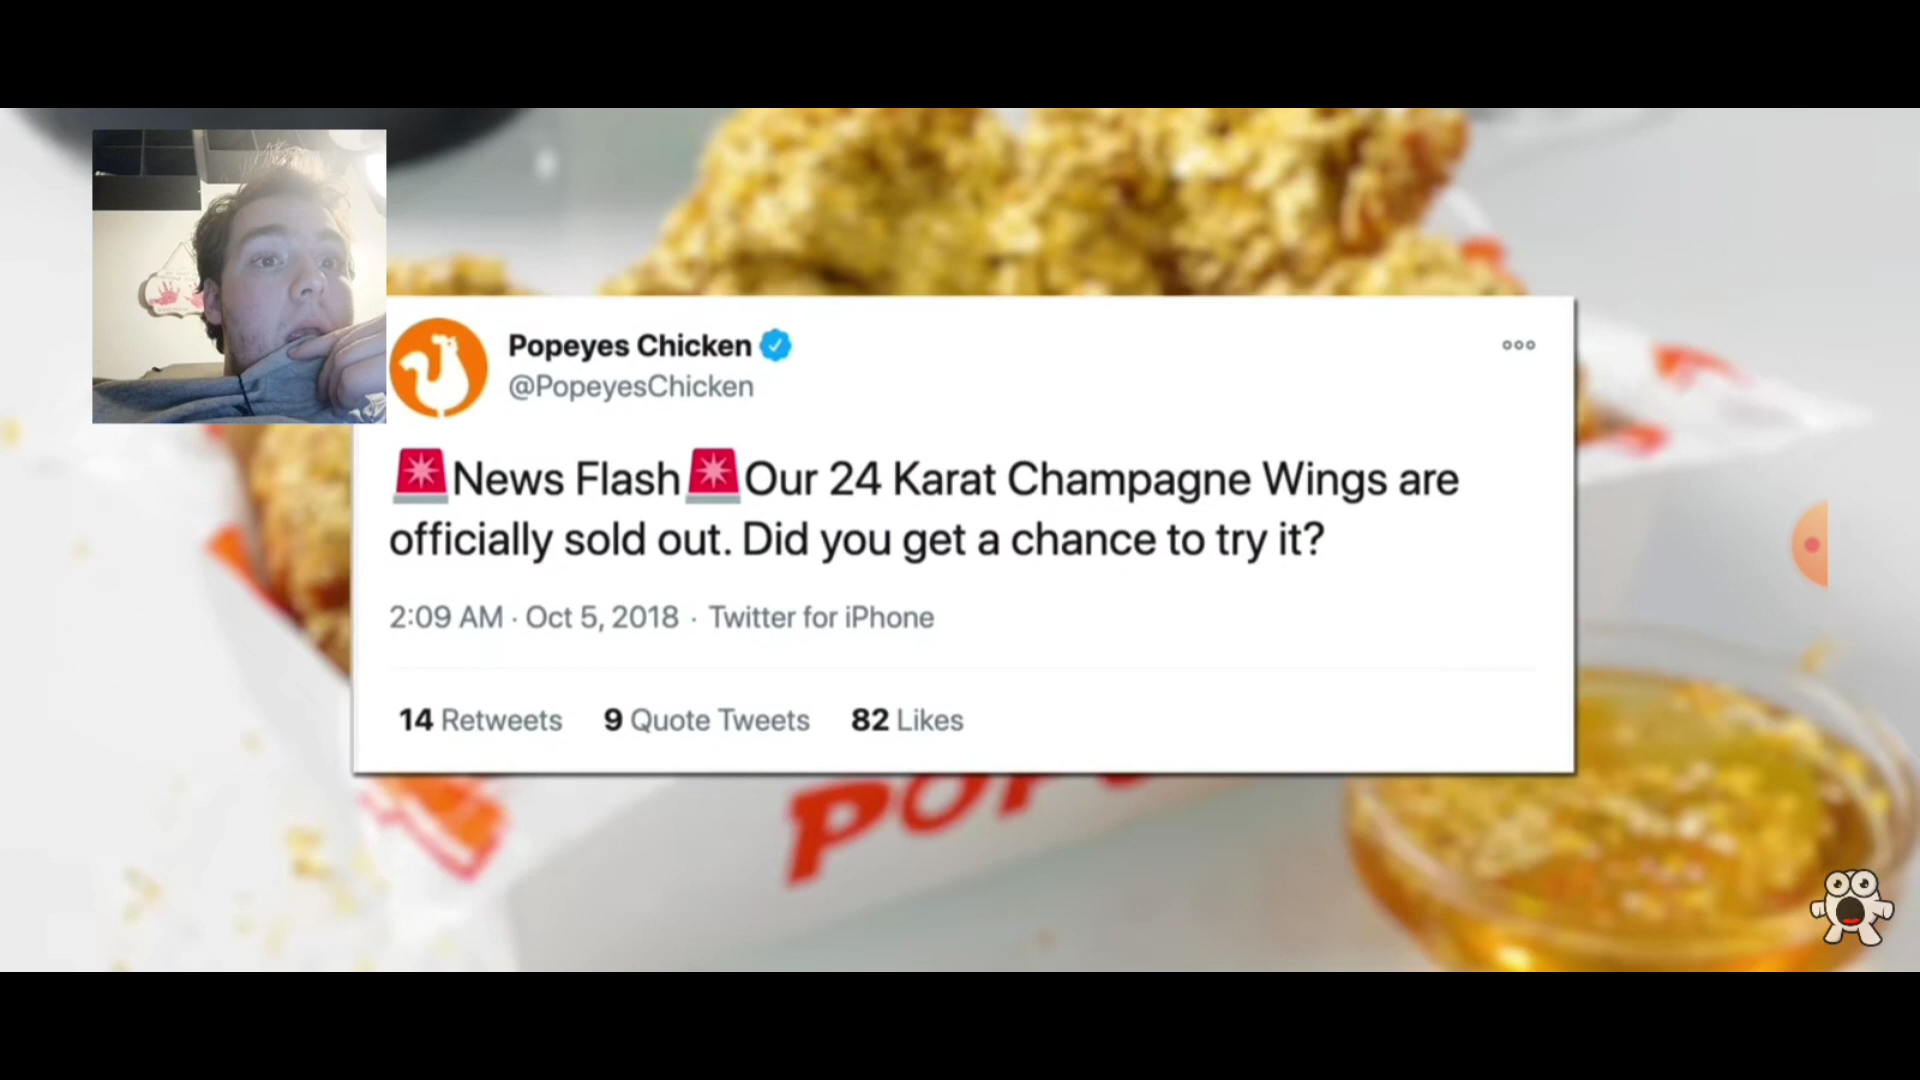 Popeyes Chicken
@PopeyesChicken
🚨News Flash🚨Our 24 Karat Champagne Wings are
officially sold out. Did you get a chance to try it?
2:09 AM · Oct 5, 2018 · Twitter for iPhone
14 Retweets 9 Quote Tweets 82 Likes
POP